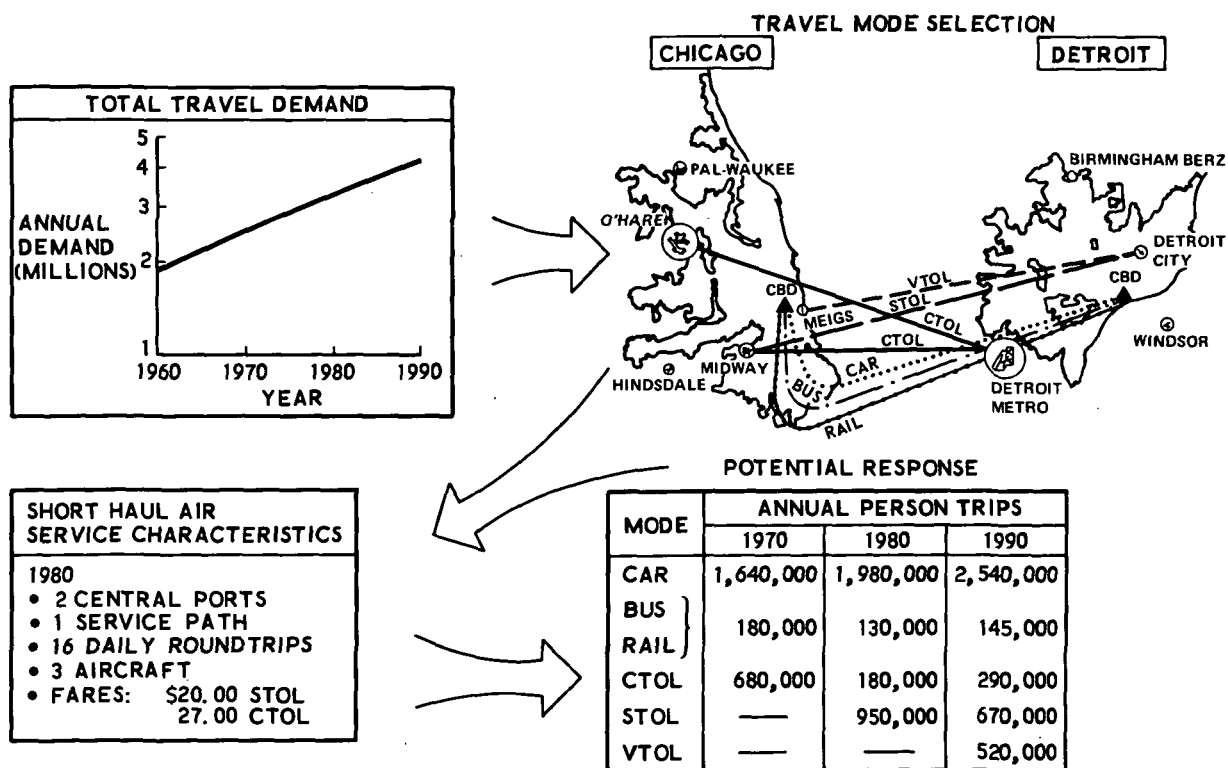 TRAVEL MODE SELECTION
CHICAGO
DETROIT
TOTAL TRAVEL DEMAND
5
4
3
2
1
ANNUAL
DEMAND
(MILLIONS)
1960 1970 1980 1990
YEAR
PAL-WAUKEE
O'HARE
CBD
MEIGS
MIDWAY
HINDSDALE
VTOL
STOL
CTOL
CTOL
CAR
BUS
RAIL
BIRMINGHAM BERZ
DETROIT
CITY
CBD
WINDSOR
DETROIT
METRO
SHORT HAUL AIR
SERVICE CHARACTERISTICS
1980
• 2 CENTRAL PORTS
• 1 SERVICE PATH
• 16 DAILY ROUNDTRIPS
• 3 AIRCRAFT
• FARES: $20.00 STOL
27.00 CTOL
POTENTIAL RESPONSE
MODE ANNUAL PERSON TRIPS
1970 1980 1990
CAR 1,640,000 1,980,000 2,540,000
BUS
RAIL 180,000 130,000 145,000
CTOL 680,000 180,000 290,000
STOL — 950,000 670,000
VTOL — — 520,000